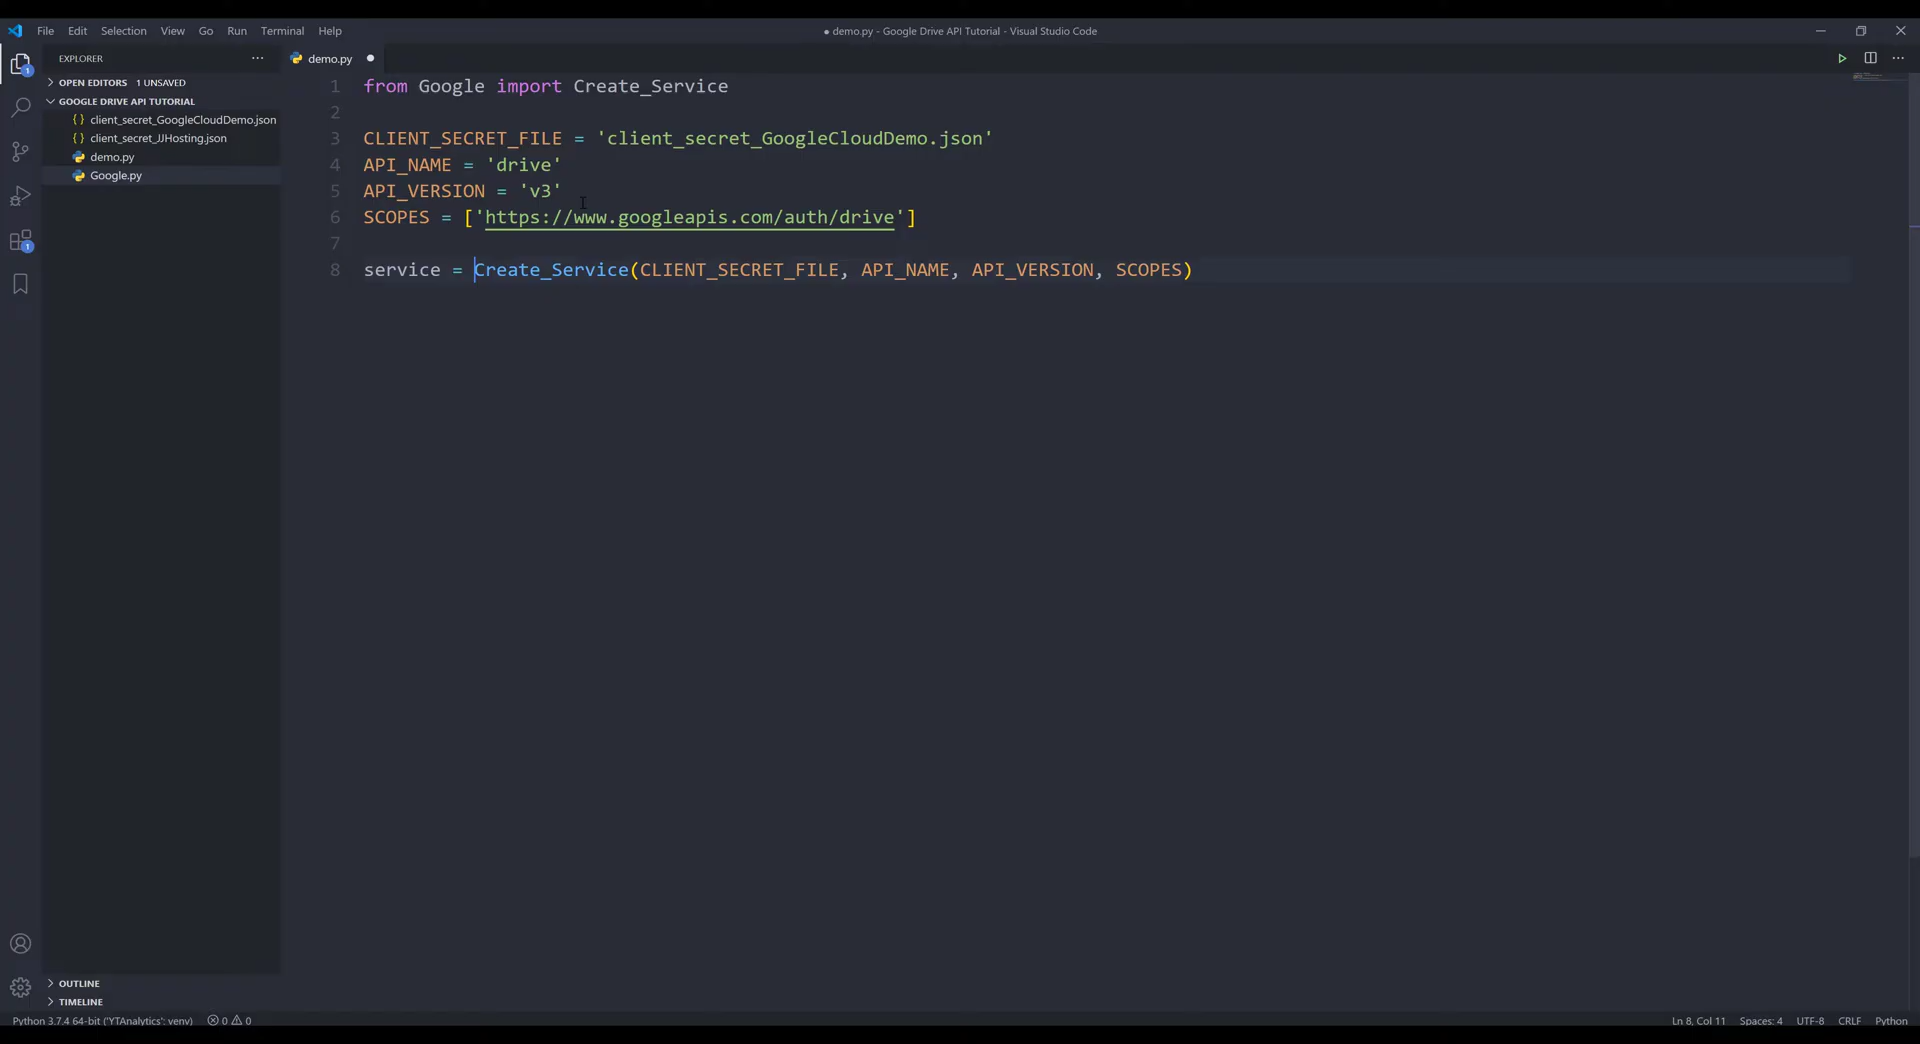 File Edit Selection View Go Run Terminal Help
● demo.py - Google Drive API Tutorial - Visual Studio Code
EXPLORER
demo.py
OPEN EDITORS 1 UNSAVED
GOOGLE DRIVE API TUTORIAL
client_secret_GoogleCloudDemo.json
client_secret_JJHosting.json
demo.py
Google.py
1 from Google import Create_Service
2
3 CLIENT_SECRET_FILE = 'client_secret_GoogleCloudDemo.json'
4 API_NAME = 'drive'
5 API_VERSION = 'v3'
6 SCOPES = ['https://www.googleapis.com/auth/drive']
7
8 service = Create_Service(CLIENT_SECRET_FILE, API_NAME, API_VERSION, SCOPES)
1
1
OUTLINE
TIMELINE
Python 3.7.4 64-bit ('YTAnalytics': venv) 0 0
Ln 8, Col 11 Spaces: 4 UTF-8 CRLF Python